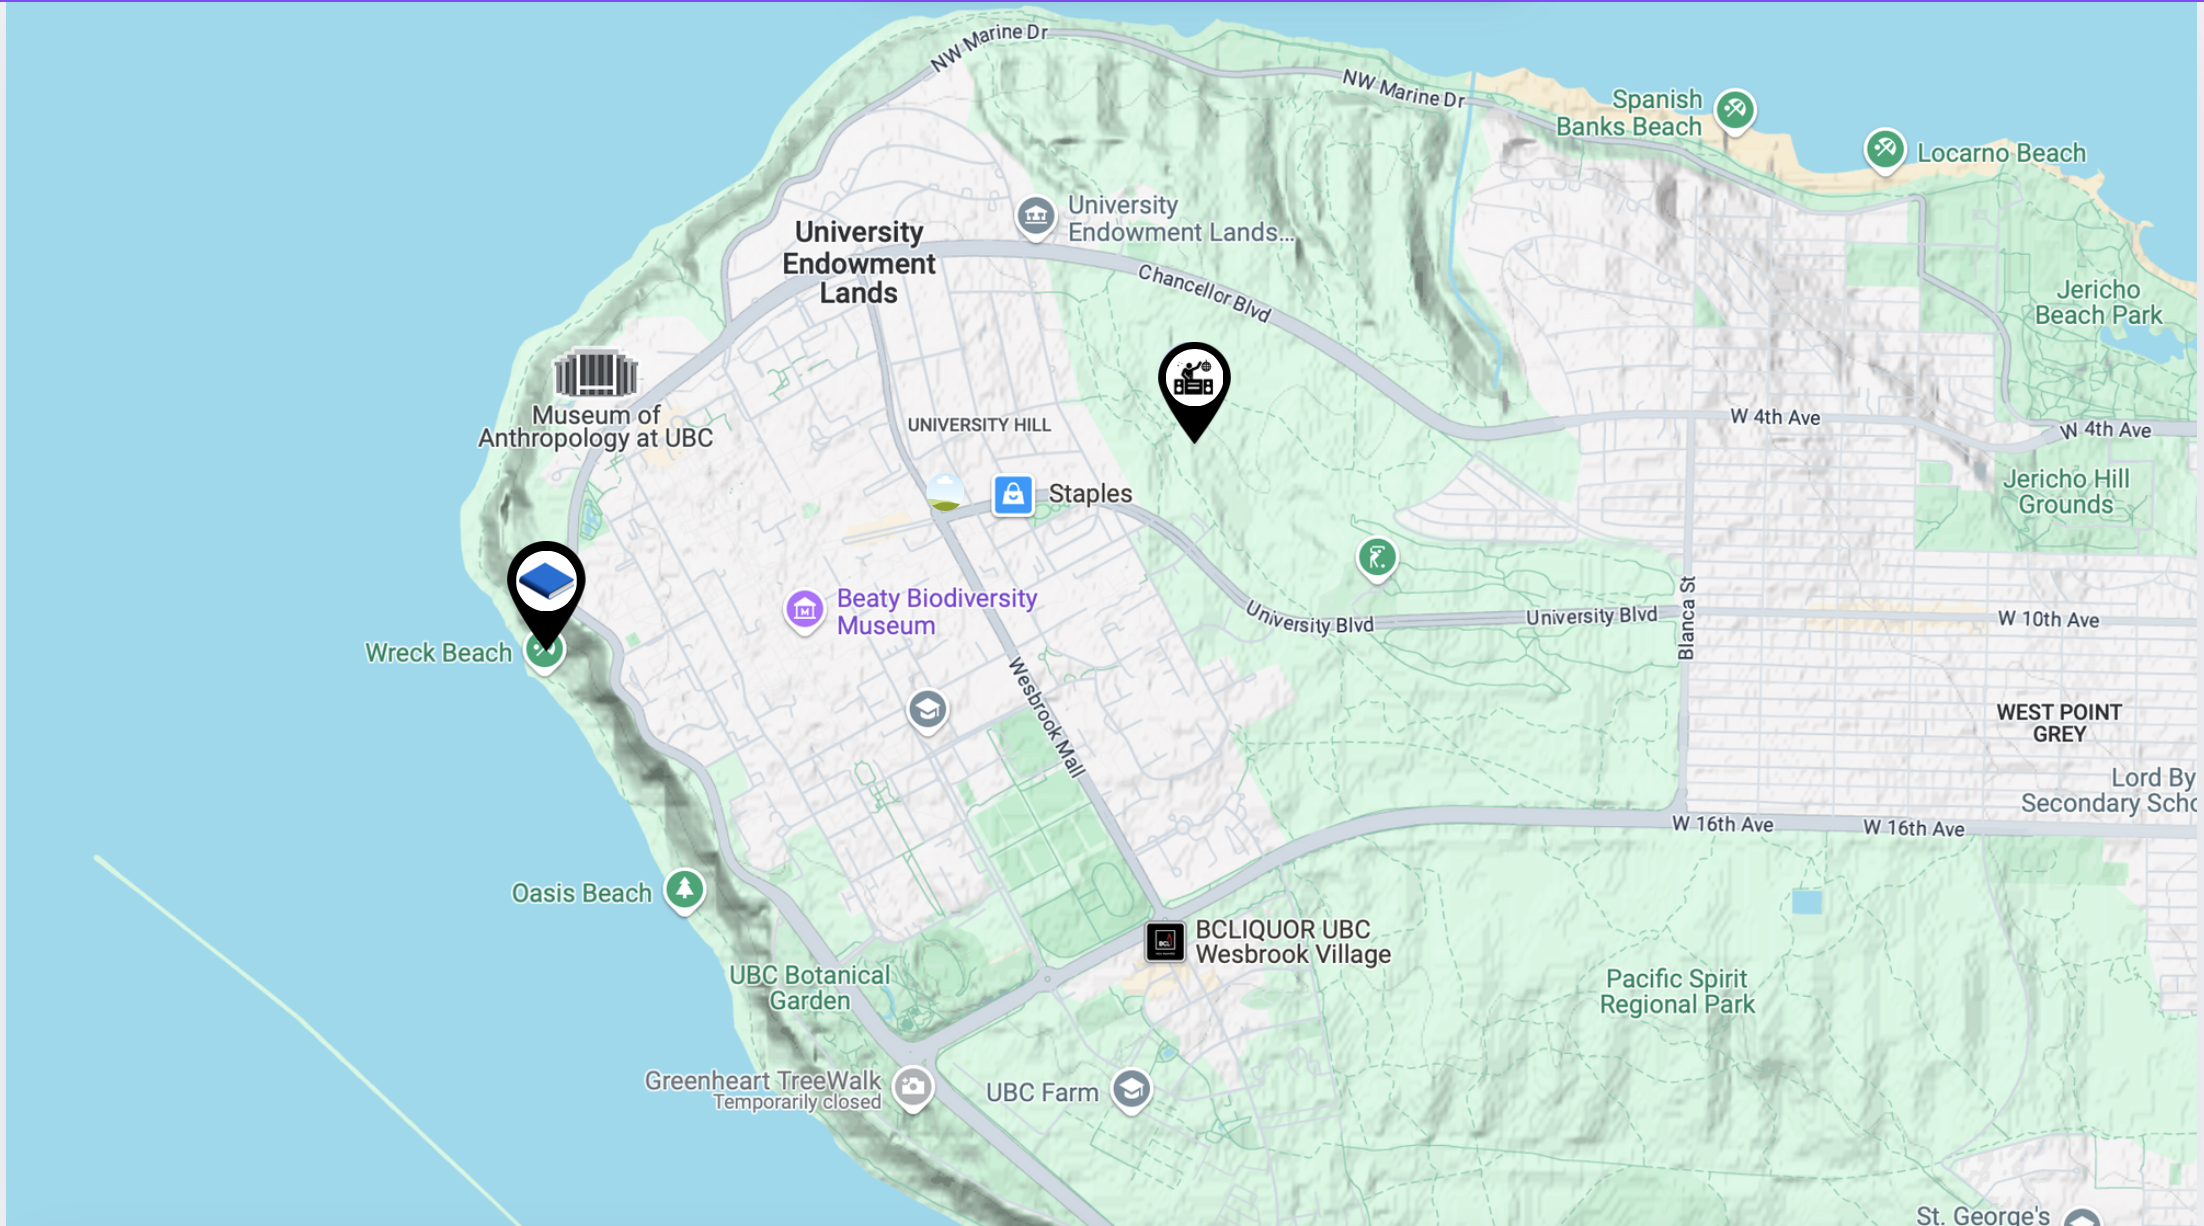 NW Marine Dr
NW Marine Dr
Spanish
Banks Beach
Locarno Beach
University
Endowment Lands...
University
Endowment
Lands
Chancellor Blvd
Jericho
Beach Park
Museum of
Anthropology at UBC
UNIVERSITY HILL
W 4th Ave
W 4th Ave
Staples
Jericho Hill
Grounds
Beaty Biodiversity
Museum
University Blvd
University Blvd
Blanca St
W 10th Ave
Wreck Beach
Wesbrook Mall
WEST POINT
GREY
Lord By
Secondary Scho
W 16th Ave
W 16th Ave
Oasis Beach
BCL
BCLIQUOR UBC
Wesbrook Village
UBC Botanical
Garden
Pacific Spirit
Regional Park
Greenheart TreeWalk
Temporarily closed
UBC Farm
St. George's